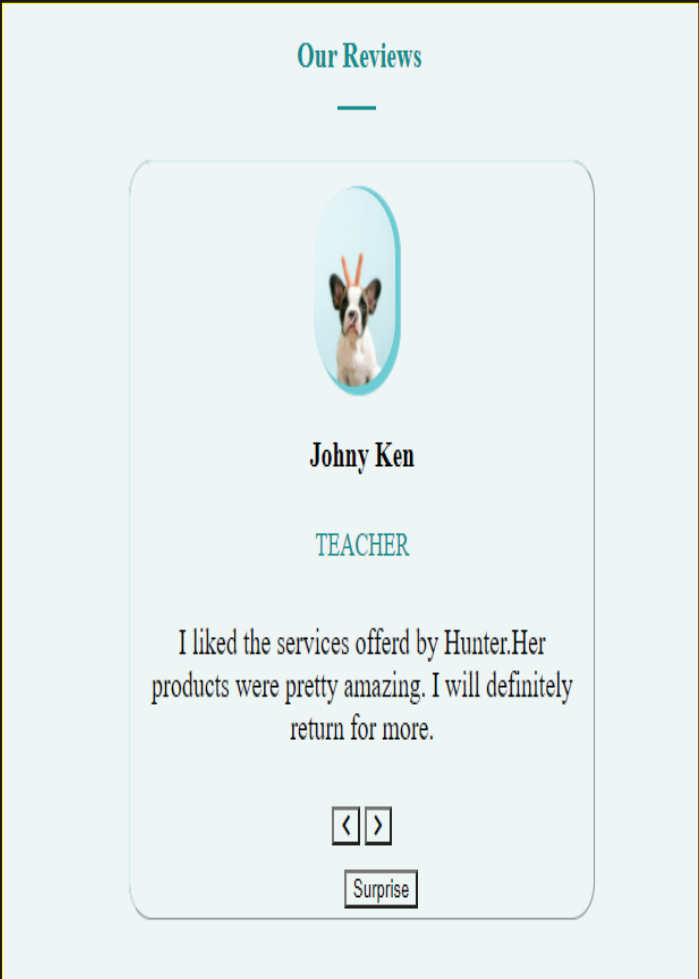 Our Reviews
Johny Ken
TEACHER
I liked the services offerd by Hunter.Her
products were pretty amazing. I will definitely
return for more.
< >
Surprise